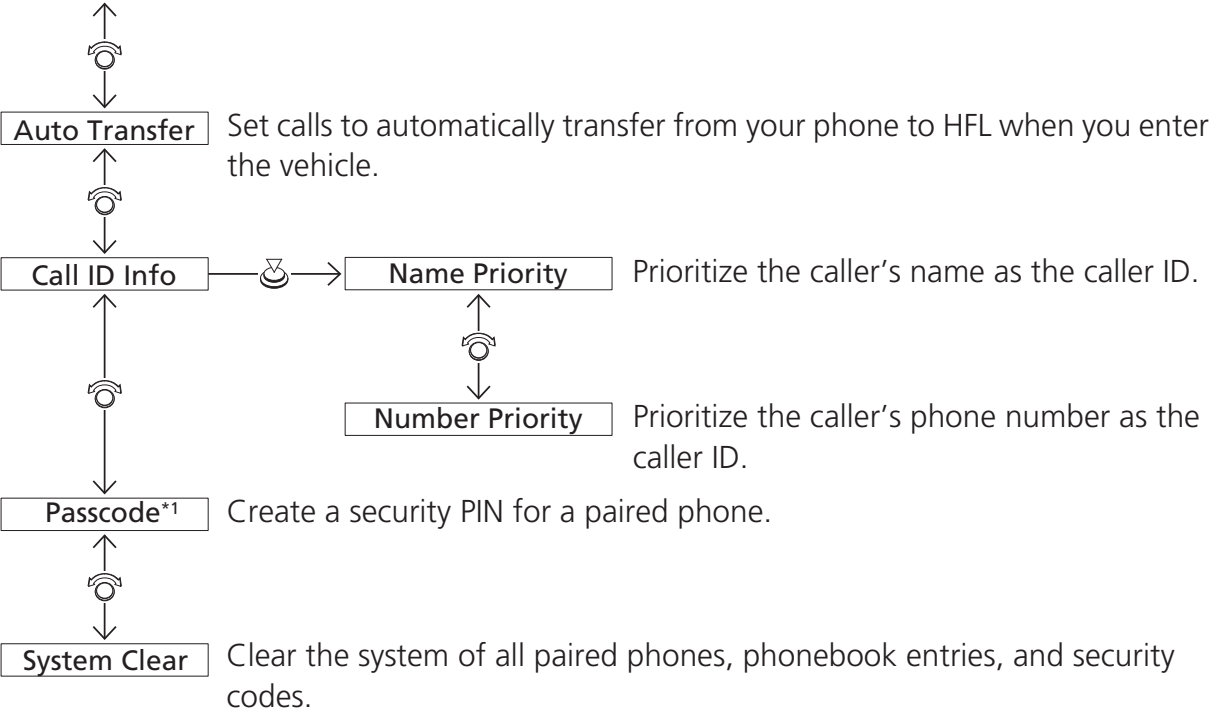 Auto Transfer
Set calls to automatically transfer from your phone to HFL when you enter
the vehicle.
Call ID Info
Name Priority
Prioritize the caller’s name as the caller ID.
Number Priority
Prioritize the caller’s phone number as the
caller ID.
Passcode*1
Create a security PIN for a paired phone.
System Clear
Clear the system of all paired phones, phonebook entries, and security
codes.